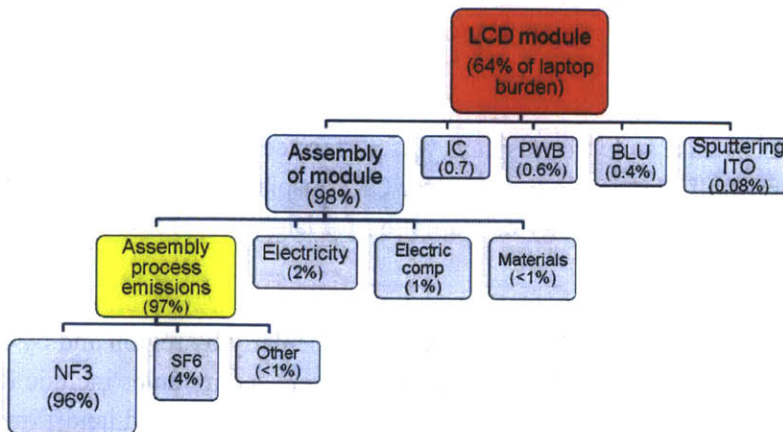 LCD module
(64% of laptop
burden)
Assembly
of module
(98%)
IC
(0.7)
PWB
(0.6%)
BLU
(0.4%)
Sputtering
ITO
(0.08%)
Assembly
process
emissions
(97%)
Electricity
(2%)
Electric
comp
(1%)
Materials
(<1%)
NF3
(96%)
SF6
(4%)
Other
(<1%)